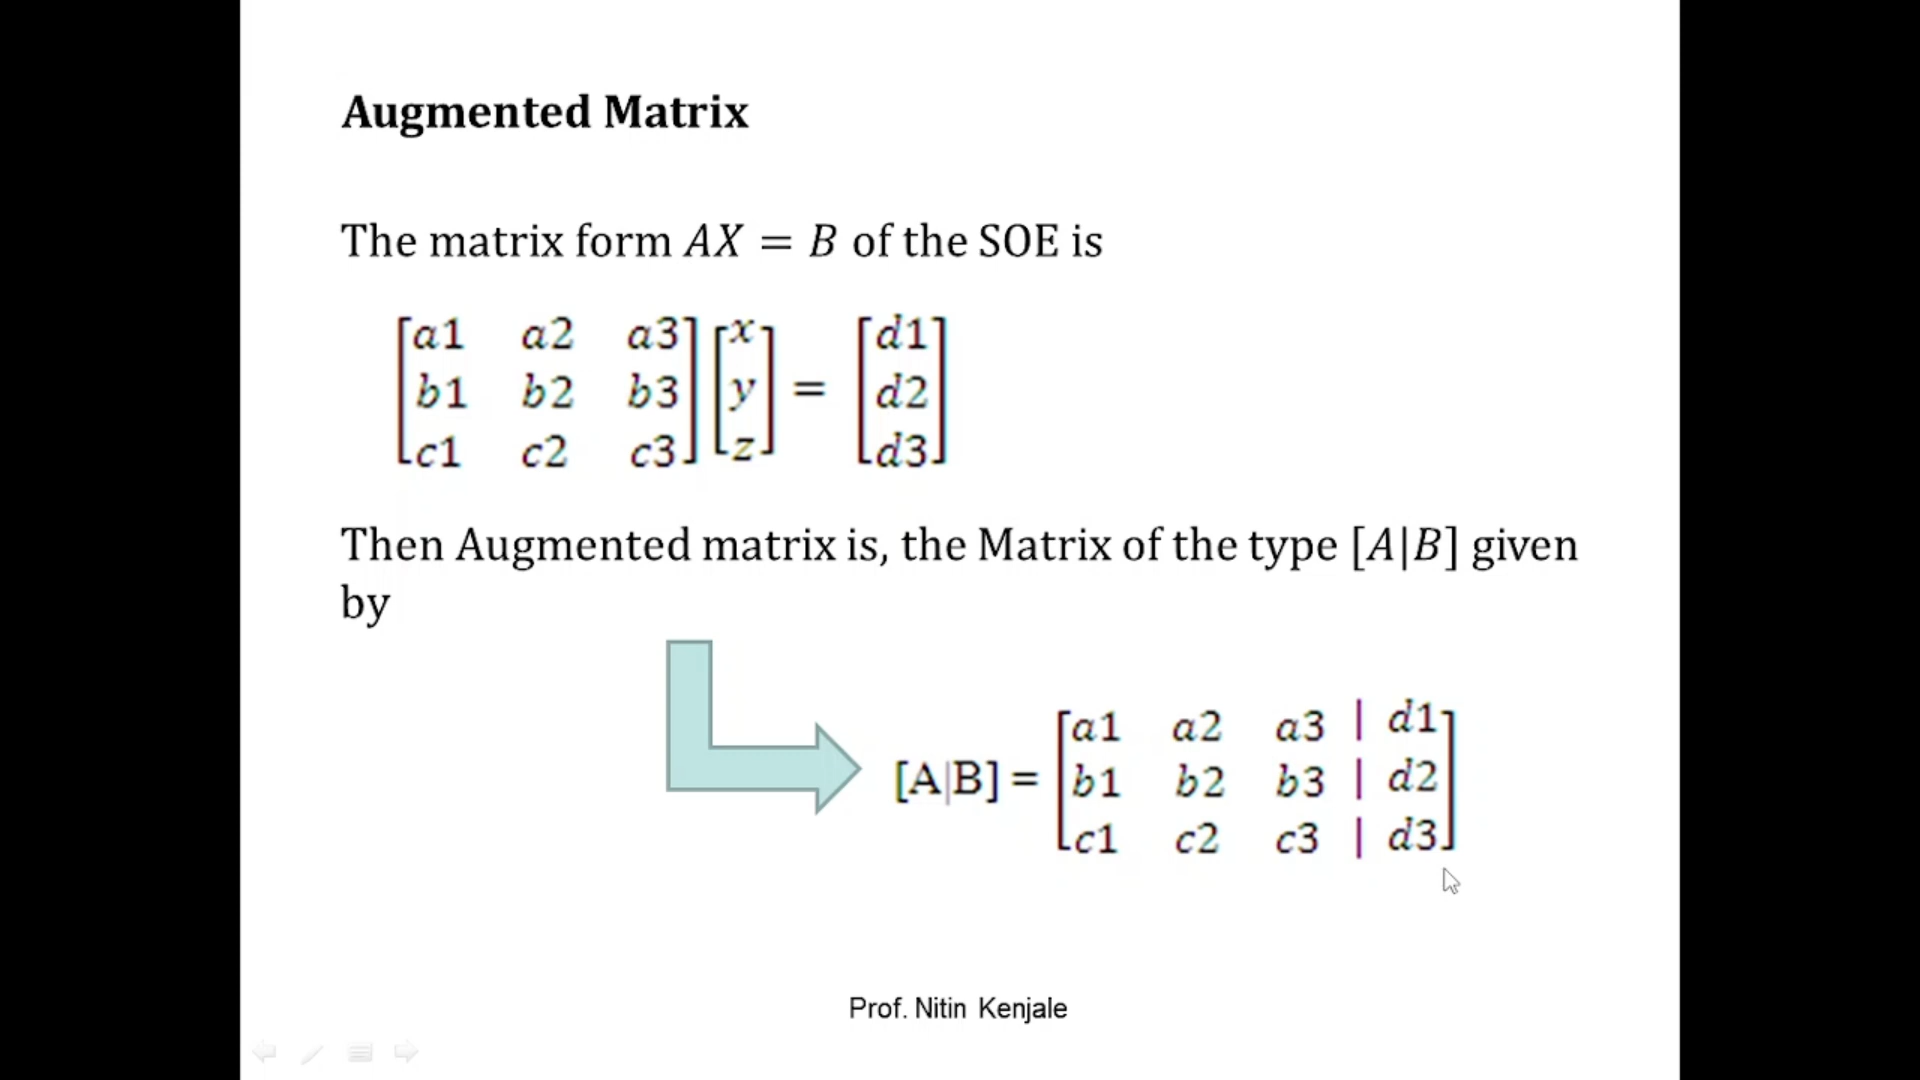 Augmented Matrix
The matrix form AX = B of the SOE is
[a1 a2 a3] [x] = [d1]
[b1 b2 b3] [y] [d2]
[c1 c2 c3] [z] [d3]
Then Augmented matrix is, the Matrix of the type [A|B] given
by
[A|B] = [a1 a2 a3 | d1]
[b1 b2 b3 | d2]
[c1 c2 c3 | d3]
Prof. Nitin Kenjale